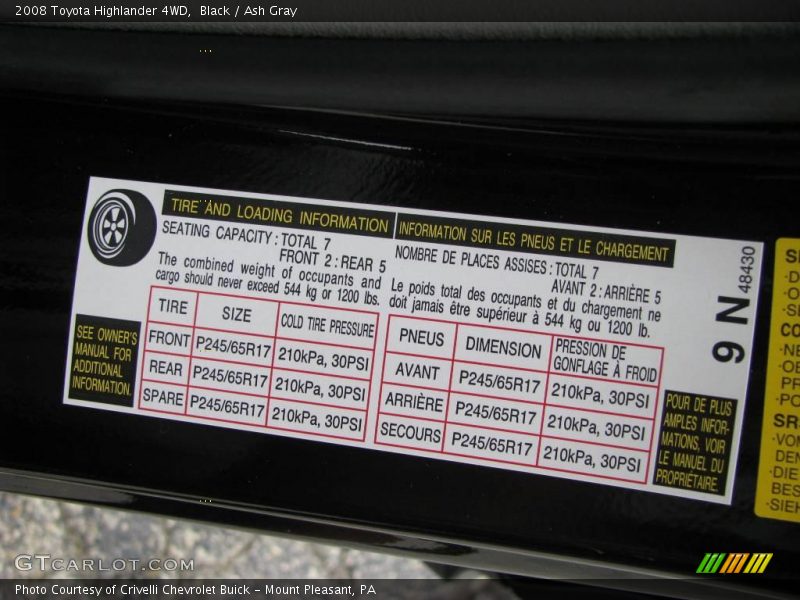 2008 Toyota Highlander 4WD, Black / Ash Gray
TIRE AND LOADING INFORMATION
SEATING CAPACITY : TOTAL 7
FRONT 2 : REAR 5
The combined weight of occupants and
cargo should never exceed 544 kg or 1200 lbs.
SEE OWNER'S
MANUAL FOR
ADDITIONAL
INFORMATION.
TIRE SIZE COLD TIRE PRESSURE
FRONT P245/65R17 210kPa, 30PSI
REAR P245/65R17 210kPa, 30PSI
SPARE P245/65R17 210kPa, 30PSI
INFORMATION SUR LES PNEUS ET LE CHARGEMENT
NOMBRE DE PLACES ASSISES : TOTAL 7
AVANT 2 : ARRIÈRE 5
Le poids total des occupants et du chargement ne
doit jamais être supérieur à 544 kg ou 1200 lb.
PNEUS DIMENSION PRESSION DE
GONFLAGE À FROID
AVANT P245/65R17 210kPa, 30PSI
ARRIÈRE P245/65R17 210kPa, 30PSI
SECOURS P245/65R17 210kPa, 30PSI
POUR DE PLUS
AMPLES INFOR-
MATIONS, VOIR
LE MANUEL DU
PROPRIÉTAIRE.
9 N 48430
GTCARLOT.COM
Photo Courtesy of Crivelli Chevrolet Buick - Mount Pleasant, PA